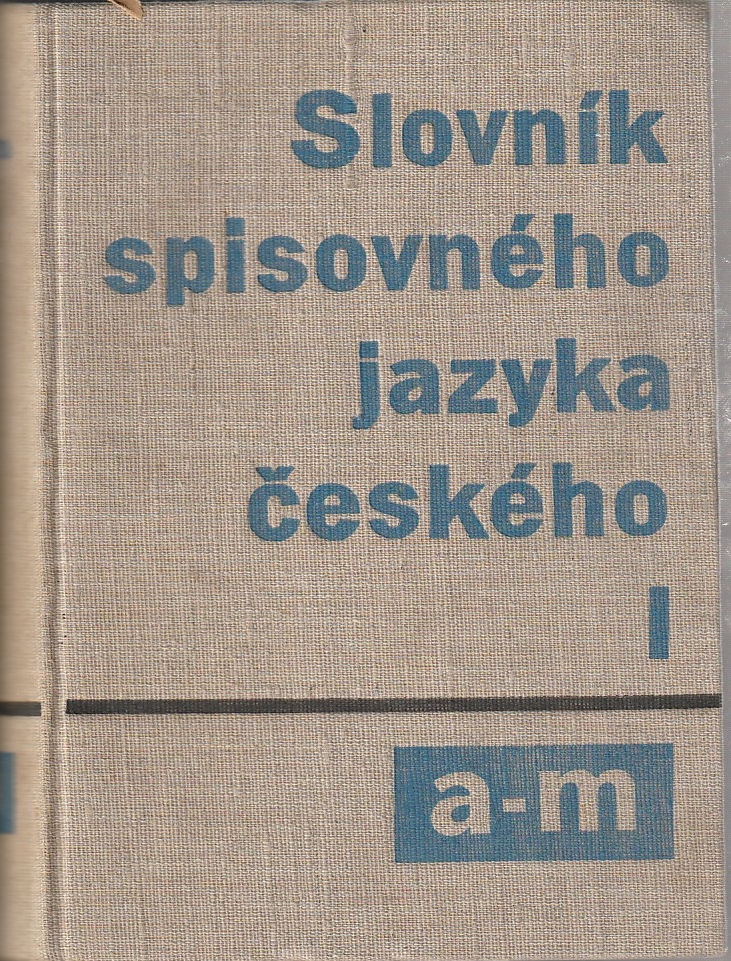 Slovník
spisovného
jazyka
českého
I
a-m